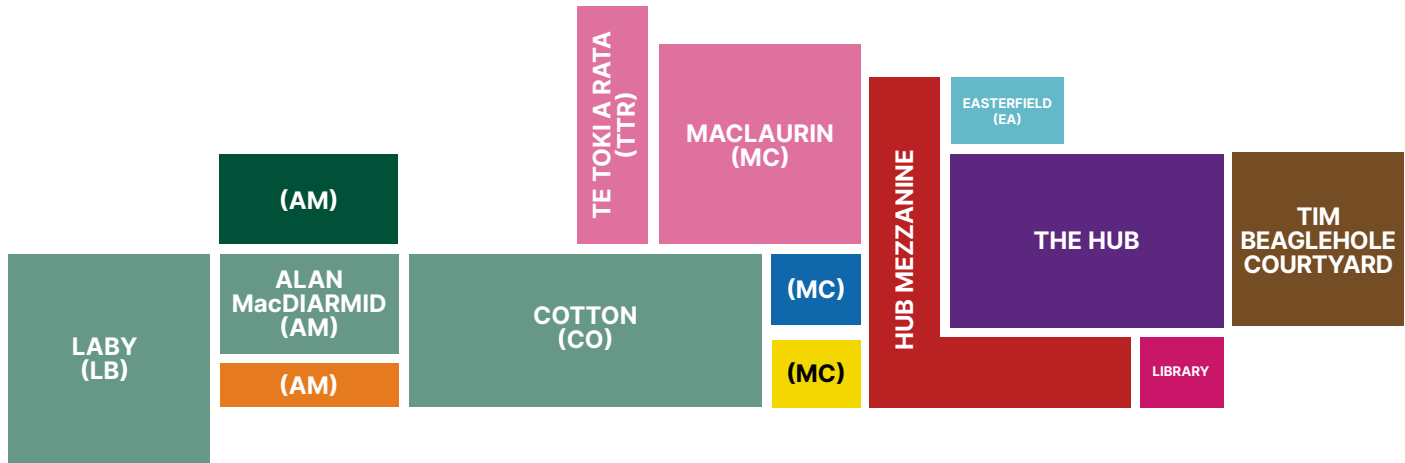 TE TOKI A RATA
(TTR)
MACLAURIN
(MC)
EASTERFIELD
(EA)
(AM)
HUB MEZZANINE
THE HUB
TIM
BEAGLEHOLE
COURTYARD
LABY
(LB)
ALAN
MacDIARMID
(AM)
COTTON
(CO)
(MC)
(AM)
(MC)
LIBRARY